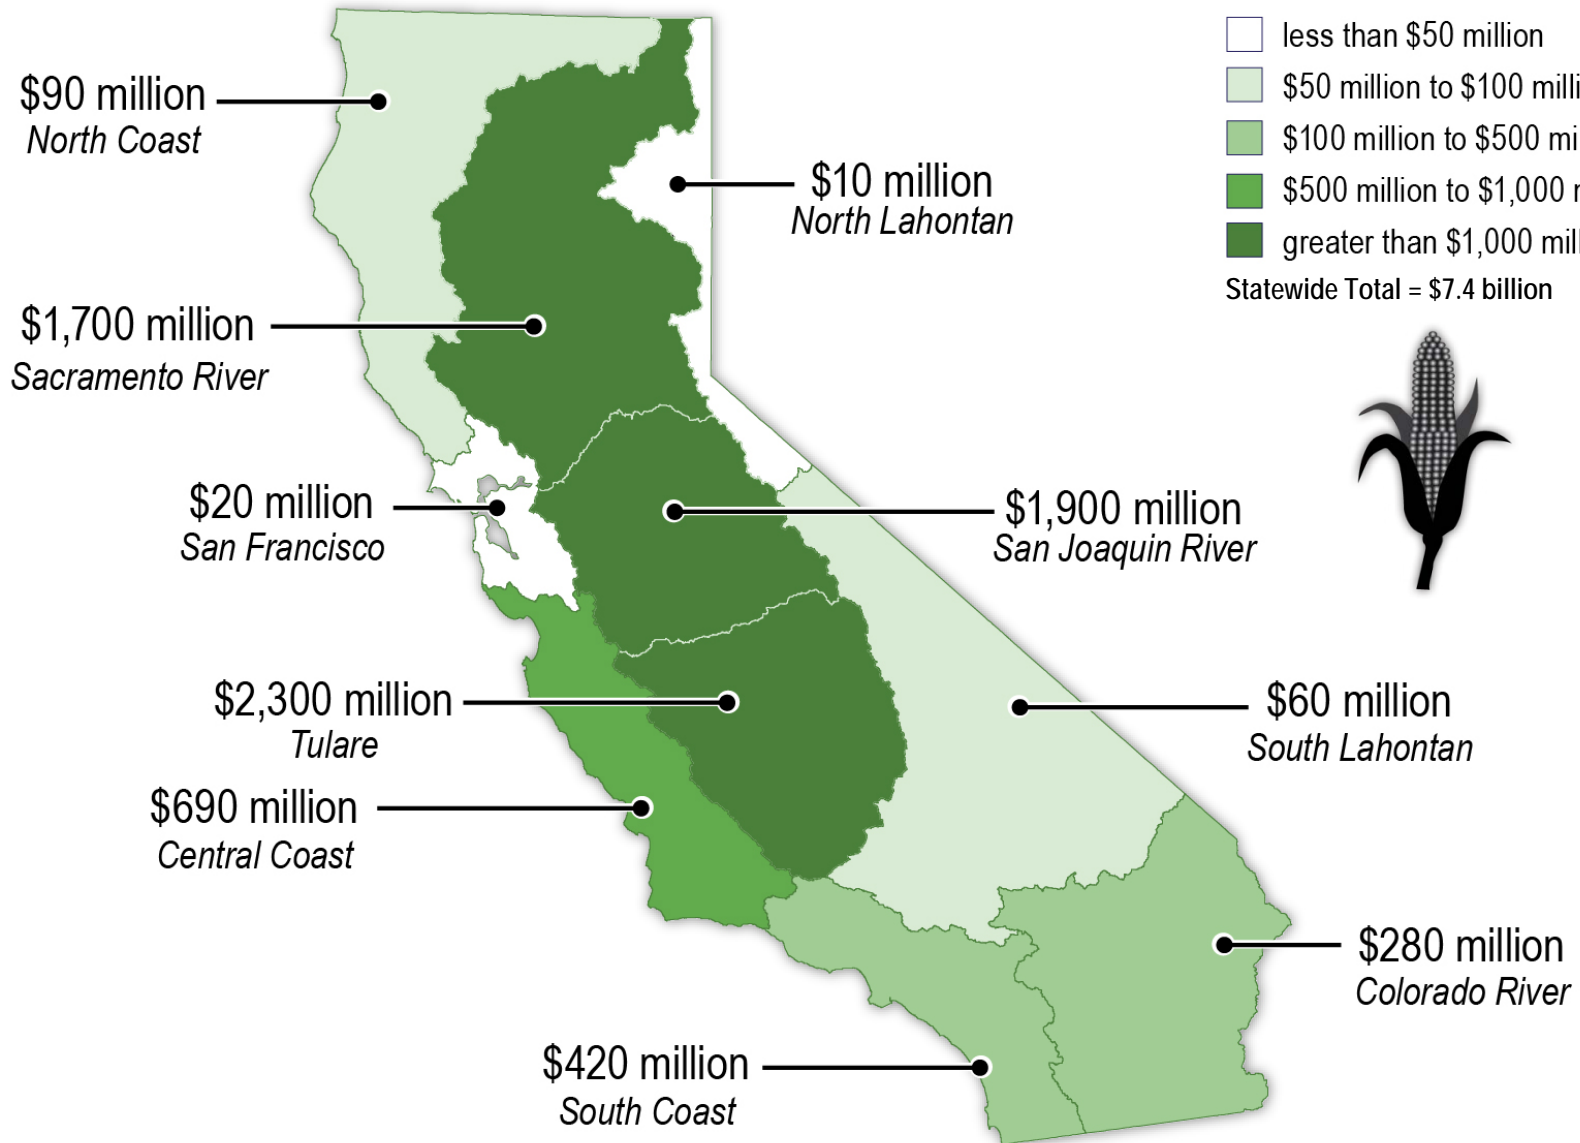 less than $50 million
$50 million to $100 milli
$100 million to $500 mi
$500 million to $1,000
greater than $1,000 mill
Statewide Total = $7.4 billion
$90 million
North Coast
$10 million
North Lahontan
$1,700 million
Sacramento River
$20 million
San Francisco
$1,900 million
San Joaquin River
$2,300 million
Tulare
$60 million
South Lahontan
$690 million
Central Coast
$280 million
Colorado River
$420 million
South Coast